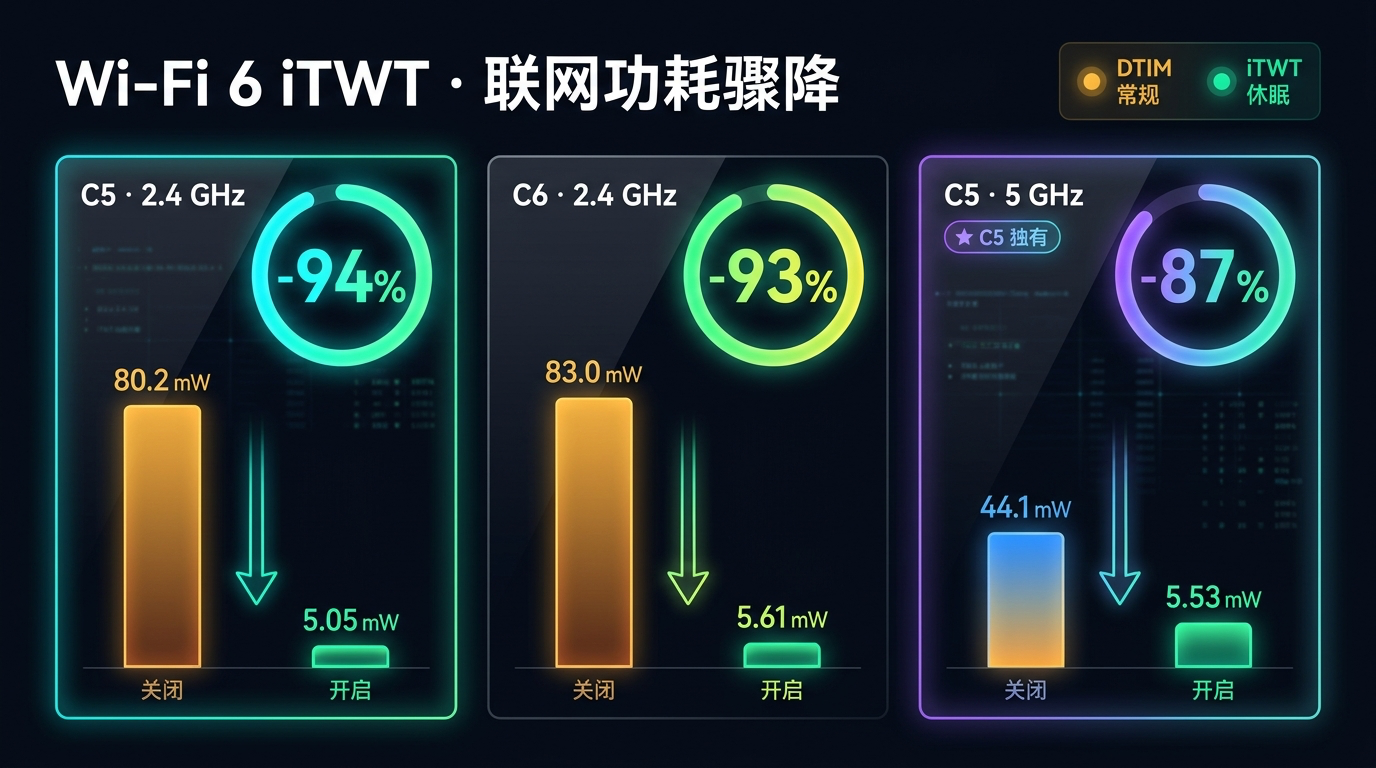 Wi-Fi 6 iTWT · 联网功耗骤降
DTIM
常规
iTWT
休眠
C5 · 2.4 GHz
-94%
80.2 mW
5.05 mW
关闭
开启
C6 · 2.4 GHz
-93%
83.0 mW
5.61 mW
关闭
开启
C5 · 5 GHz
★ C5 独有
-87%
44.1 mW
5.53 mW
关闭
开启